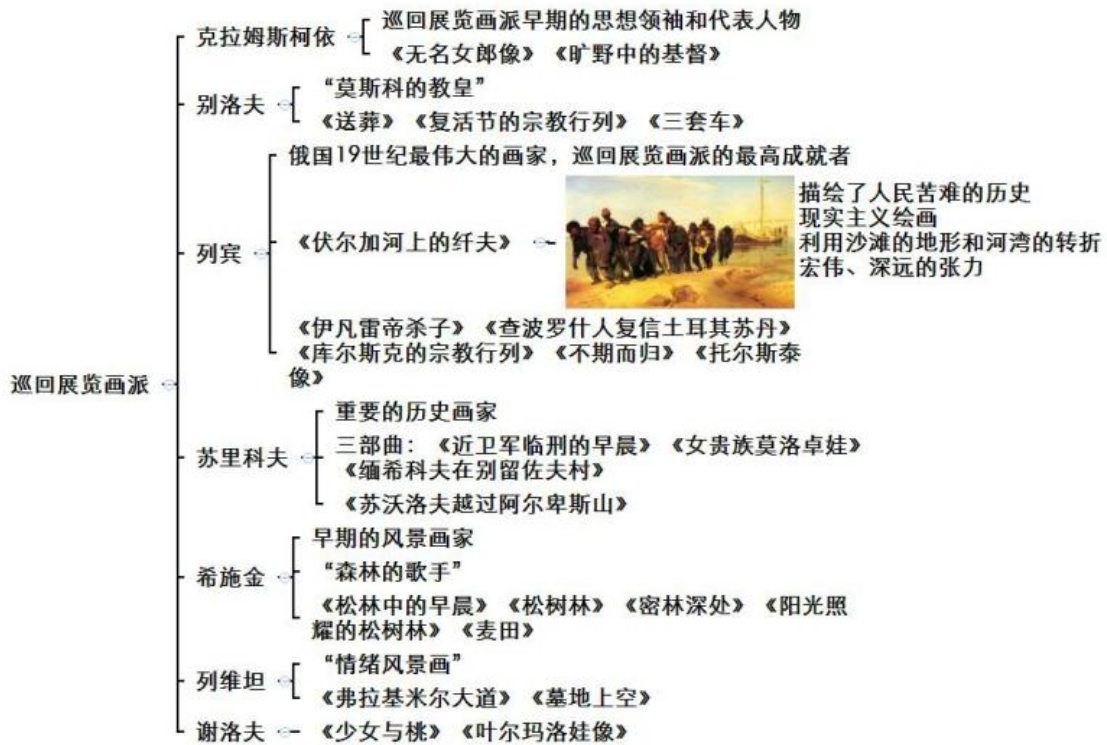 巡回展览画派
克拉姆斯柯依
巡回展览画派早期的思想领袖和代表人物
《无名女郎像》《旷野中的基督》
别洛夫
“莫斯科的教皇”
《送葬》《复活节的宗教行列》《三套车》
列宾
俄国19世纪最伟大的画家，巡回展览画派的最高成就者
《伏尔加河上的纤夫》
描绘了人民苦难的历史
现实主义绘画
利用沙滩的地形和河湾的转折
宏伟、深远的张力
《伊凡雷帝杀子》《查波罗什人复信土耳其苏丹》
《库尔斯克的宗教行列》《不期而归》《托尔斯泰
像》
苏里科夫
重要的历史画家
三部曲：《近卫军临刑的早晨》《女贵族莫洛卓娃》
《缅希科夫在别留佐夫村》
《苏沃洛夫越过阿尔卑斯山》
希施金
早期的风景画家
“森林的歌手”
《松林中的早晨》《松树林》《密林深处》《阳光照
耀的松树林》《麦田》
列维坦
“情绪风景画”
《弗拉基米尔大道》《墓地上空》
谢洛夫
《少女与桃》《叶尔玛洛娃像》